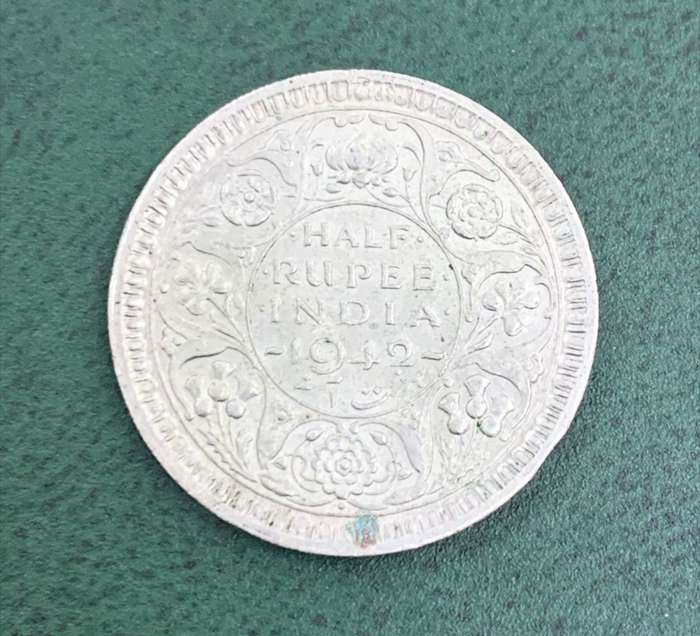 · HALF ·
· RUPEE ·
· INDIA ·
- 1942 -